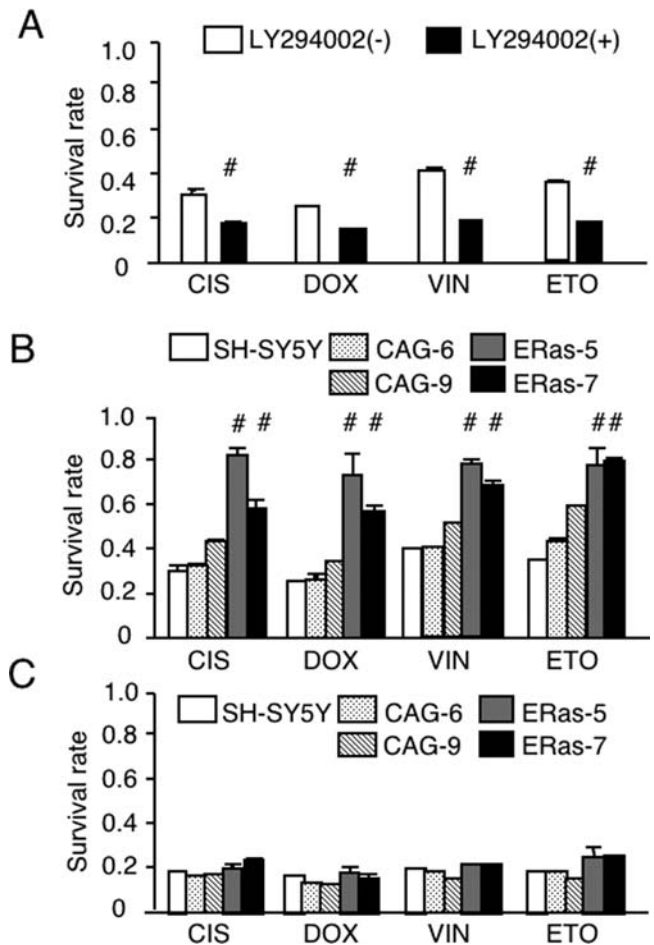 A
LY294002(-) LY294002(+)
Survival rate
1.0
0.8
0.6
0.4
0.2
0
# # # #
CIS DOX VIN ETO
B
SH-SY5Y CAG-6 ERas-5
CAG-9 ERas-7
Survival rate
1.0
0.8
0.6
0.4
0.2
0
# # # # # # # #
CIS DOX VIN ETO
C
SH-SY5Y CAG-6 ERas-5
CAG-9 ERas-7
Survival rate
1.0
0.8
0.6
0.4
0.2
0
CIS DOX VIN ETO